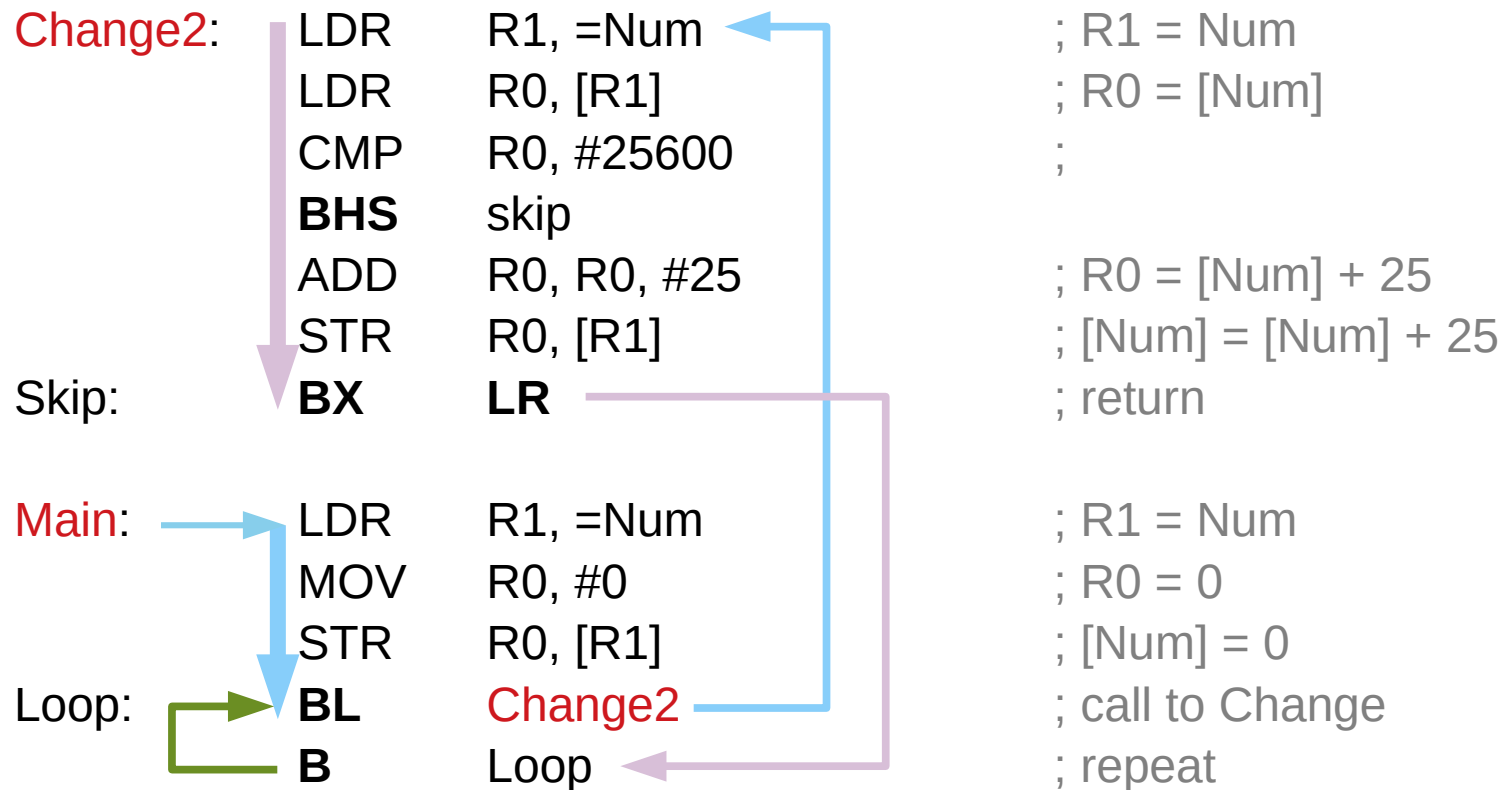 Change2: LDR R1, =Num ; R1 = Num
LDR R0, [R1] ; R0 = [Num]
CMP R0, #25600 ;
BHS skip
ADD R0, R0, #25 ; R0 = [Num] + 25
STR R0, [R1] ; [Num] = [Num] + 25
Skip: BX LR ; return
Main: LDR R1, =Num ; R1 = Num
MOV R0, #0 ; R0 = 0
STR R0, [R1] ; [Num] = 0
Loop: BL Change2 ; call to Change
B Loop ; repeat